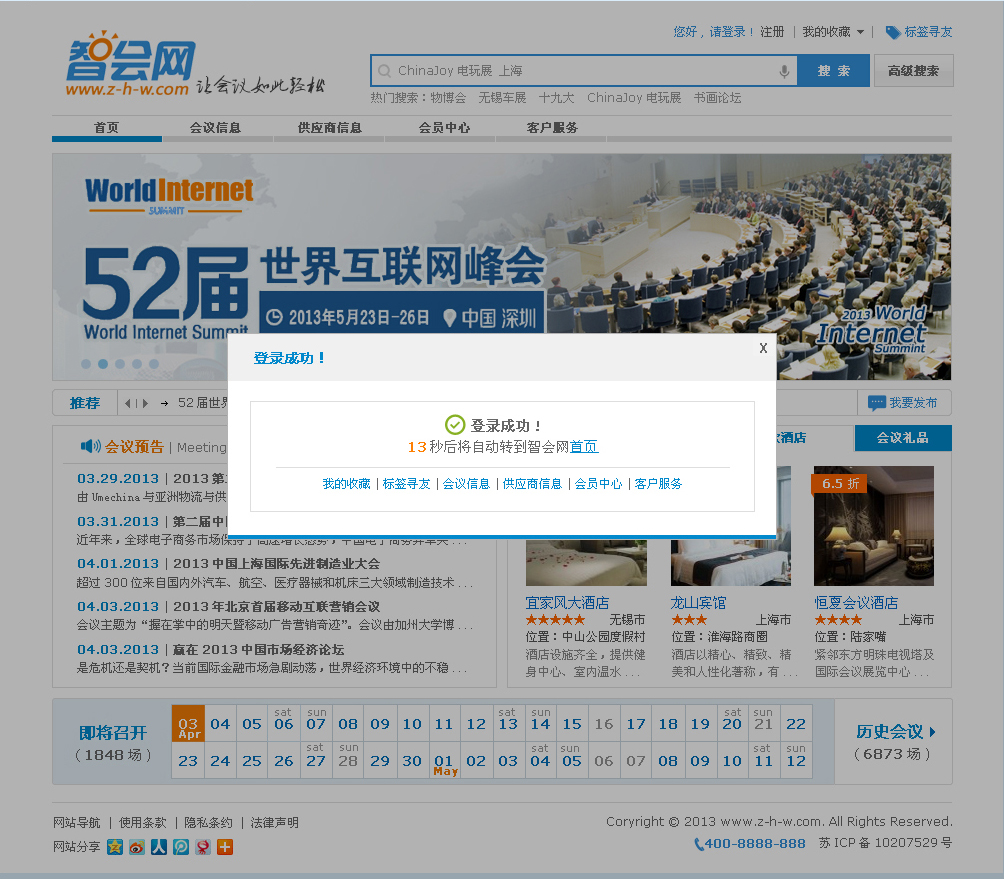 您好，请登录！ 注册 | 我的收藏 | 标签寻友
智会网
www.z-h-w.com 让会议如此轻松
ChinaJoy 电玩展 上海
搜 索
高级搜索
热门搜索：物博会 无锡车展 十九大 ChinaJoy 电玩展 书画论坛
首页 会议信息 供应商信息 会员中心 客户服务
WorldInternet
SUMMIT
52届 世界互联网峰会
2013年5月23日-26日 中国 深圳
World Internet Summit
2013 World
Internet
Summint
登录成功！ X
推荐 52 届世界
我要发布
登录成功！
13 秒后将自动转到智会网首页
我的收藏 | 标签寻友 | 会议信息 | 供应商信息 | 会员中心 | 客户服务
会议预告 | Meeting
酒店
会议礼品
03.29.2013 | 2013 第
由 Umechina 与亚洲物流与供
03.31.2013 | 第二届中
近年来，全球电子商务市场保持了高速增长态势，中国电子商务异军突 . . .
04.01.2013 | 2013 中国上海国际先进制造业大会
超过 300 位来自国内外汽车、航空、医疗器械和机床三大领域制造技术 . . .
04.03.2013 | 2013 年北京首届移动互联营销会议
会议主题为“握在掌中的明天暨移动广告营销奇迹”。会议由加州大学博 . . .
04.03.2013 | 赢在 2013 中国市场经济论坛
是危机还是契机？当前国际金融市场急剧动荡，世界经济环境中的不稳 . . .
6.5 折
宜家风大酒店
无锡市
位置：中山公园度假村
酒店设施齐全，提供健
身中心、室内温水 . . .
龙山宾馆
上海市
位置：淮海路商圈
酒店以精心、精致、精
美和人性化著称，有 . . .
恒夏会议酒店
上海市
位置：陆家嘴
紧邻东方明珠电视塔及
国际会议展览中心 . . .
即将召开
（1848 场）
03 Apr 04 05 sat 06 sun 07 08 09 10 11 12 sat 13 sun 14 15 16 17 18 19 sat 20 sun 21 22
23 24 25 26 sat 27 sun 28 29 30 01 May 02 03 sat 04 sun 05 06 07 08 09 10 sat 11 sun 12
历史会议
（6873 场）
网站导航 | 使用条款 | 隐私条约 | 法律声明
网站分享
Copyright © 2013 www.z-h-w.com. All Rights Reserved.
400-8888-888 苏 ICP 备 10207529 号